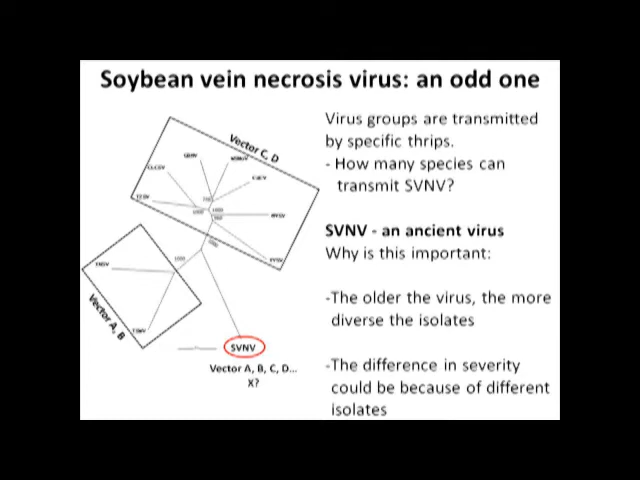 Soybean vein necrosis virus: an odd one
Virus groups are transmitted
by specific thrips.
- How many species can
transmit SVNV?
SVNV - an ancient virus
Why is this important:
-The older the virus, the more
diverse the isolates
-The difference in severity
could be because of different
isolates
Vector C, D
Vector A, B
SVNV
Vector A, B, C, D...
X?